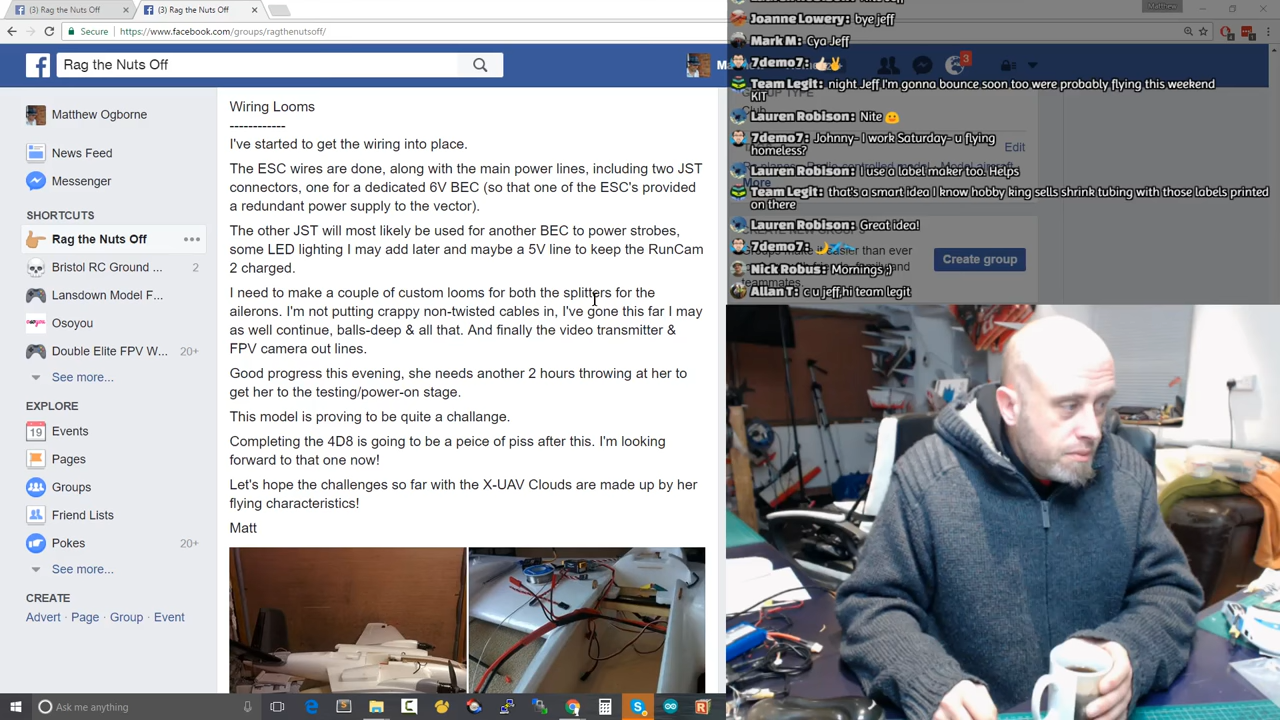 (3) Rag the Nuts Off
(3) Rag the Nuts Off
Matthew
Secure
https://www.facebook.com/groups/ragthenutsoff/
Rag the Nuts Off
3
Matthew Ogborne
News Feed
Messenger
SHORTCUTS
Rag the Nuts Off
Bristol RC Ground ...
2
Lansdown Model F...
Osoyou
Double Elite FPV W...
20+
See more...
EXPLORE
Events
19
Pages
Groups
Friend Lists
Pokes
20+
See more...
CREATE
Advert · Page · Group · Event
Wiring Looms
------------
I've started to get the wiring into place.
The ESC wires are done, along with the main power lines, including two JST
connectors, one for a dedicated 6V BEC (so that one of the ESC's provided
a redundant power supply to the vector).
The other JST will most likely be used for another BEC to power strobes,
some LED lighting I may add later and maybe a 5V line to keep the RunCam
2 charged.
I need to make a couple of custom looms for both the splitters for the
ailerons. I'm not putting crappy non-twisted cables in, I've gone this far I may
as well continue, balls-deep & all that. And finally the video transmitter &
FPV camera out lines.
Good progress this evening, she needs another 2 hours throwing at her to
get her to the testing/power-on stage.
This model is proving to be quite a challenge.
Completing the 4D8 is going to be a peice of piss after this. I'm looking
forward to that one now!
Let's hope the challenges so far with the X-UAV Clouds are made up by her
flying characteristics!
Matt
Joanne Lowery: bye jeff
Mark M: Cya Jeff
7demo7: 👍🏻✌
Team Legit: night Jeff I'm gonna bounce soon too were probably flying this weekend
KIT
Lauren Robison: Nite 🙂
7demo7: Johnny- I work Saturday- u flying
homeless?
Lauren Robison: I use a label maker too. Helps
Team Legit: that's a smart idea I know hobby king sells shrink tubing with those labels printed
on there
Lauren Robison: Great idea!
7demo7:
Nick Robus: Mornings ;)
Allan T: c u jeff,hi team legit
GROUP TYPE
Club
Edit
More
Groups make it easier than ever
teammates.
Create group
Ask me anything